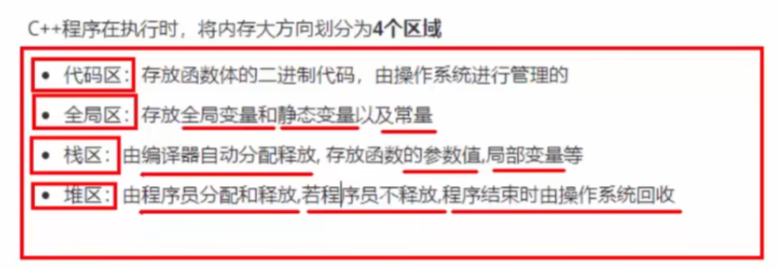 C++程序在执行时，将内存大方向划分为4个区域
• 代码区：存放函数体的二进制代码，由操作系统进行管理的
• 全局区：存放全局变量和静态变量以及常量
• 栈区：由编译器自动分配释放, 存放函数的参数值,局部变量等
• 堆区：由程序员分配和释放,若程序员不释放,程序结束时由操作系统回收